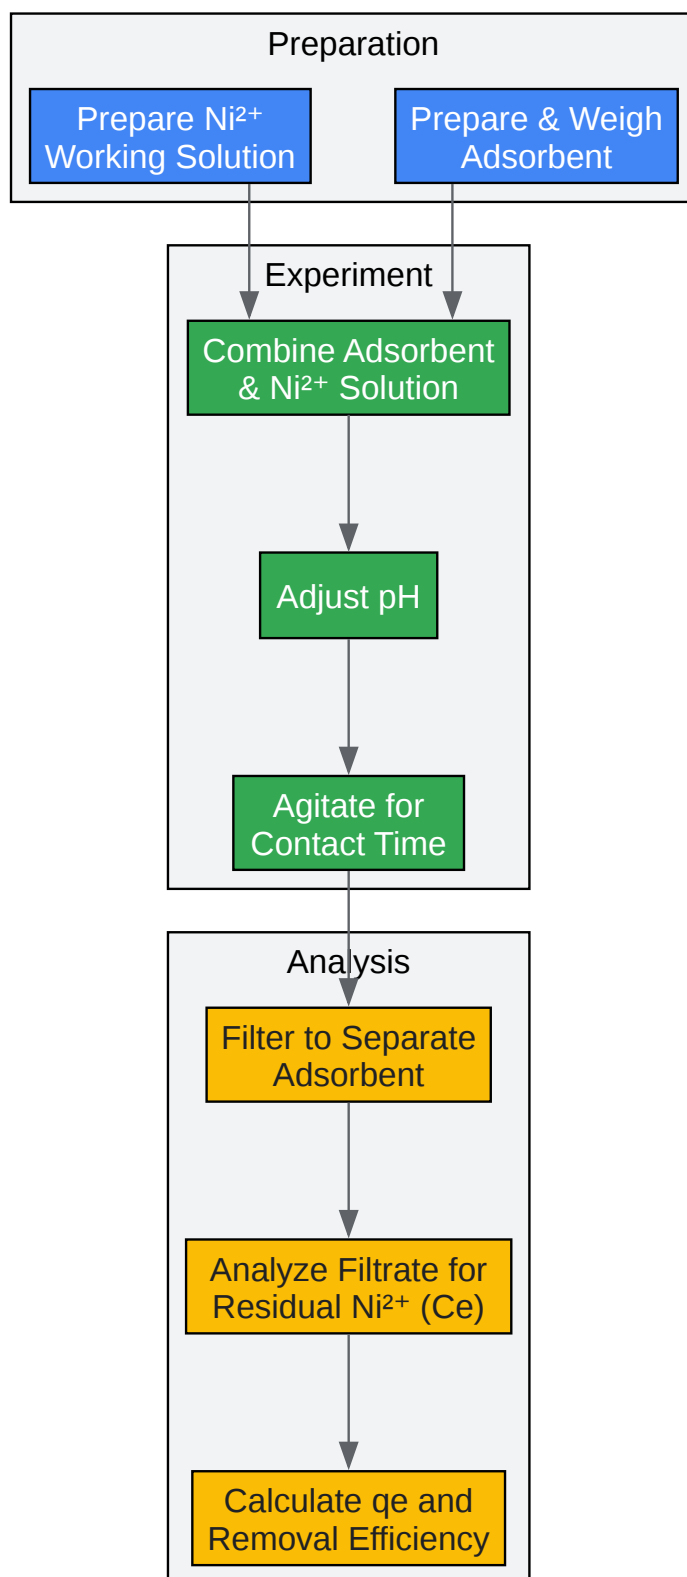 Preparation
Prepare Ni²⁺
Working Solution
Prepare & Weigh
Adsorbent
Experiment
Combine Adsorbent
& Ni²⁺ Solution
Adjust pH
Agitate for
Contact Time
Analysis
Filter to Separate
Adsorbent
Analyze Filtrate for
Residual Ni²⁺ (Ce)
Calculate qe and
Removal Efficiency